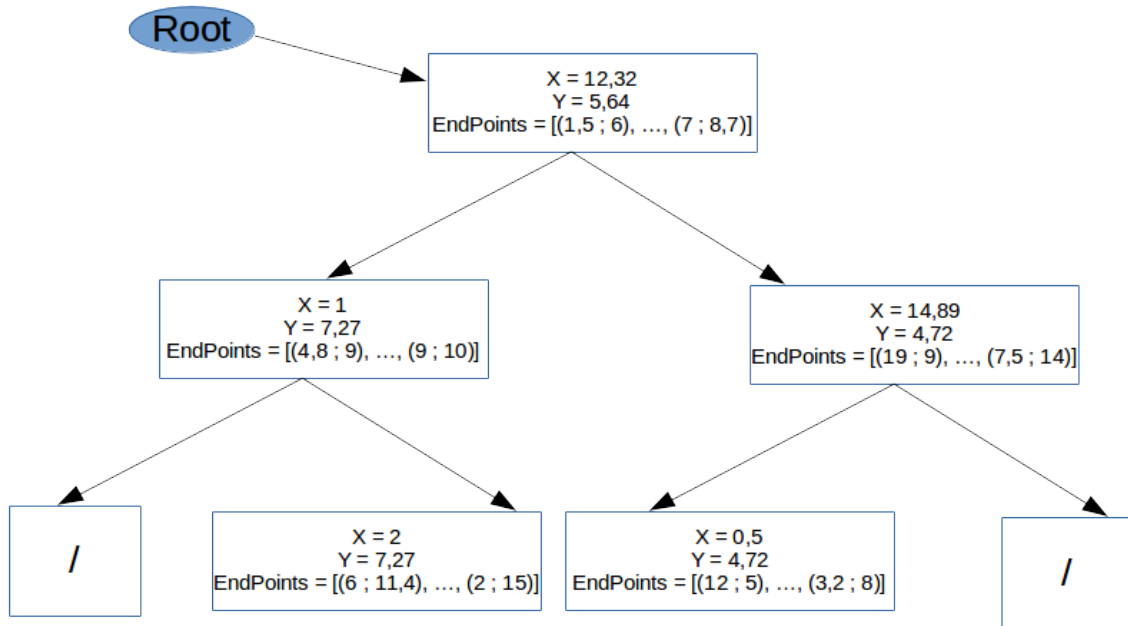 Root
X = 12,32
Y = 5,64
EndPoints = [(1,5 ; 6), …, (7 ; 8,7)]
X = 1
Y = 7,27
EndPoints = [(4,8 ; 9), …, (9 ; 10)]
X = 14,89
Y = 4,72
EndPoints = [(19 ; 9), …, (7,5 ; 14)]
/
X = 2
Y = 7,27
EndPoints = [(6 ; 11,4), …, (2 ; 15)]
X = 0,5
Y = 4,72
EndPoints = [(12 ; 5), …, (3,2 ; 8)]
/